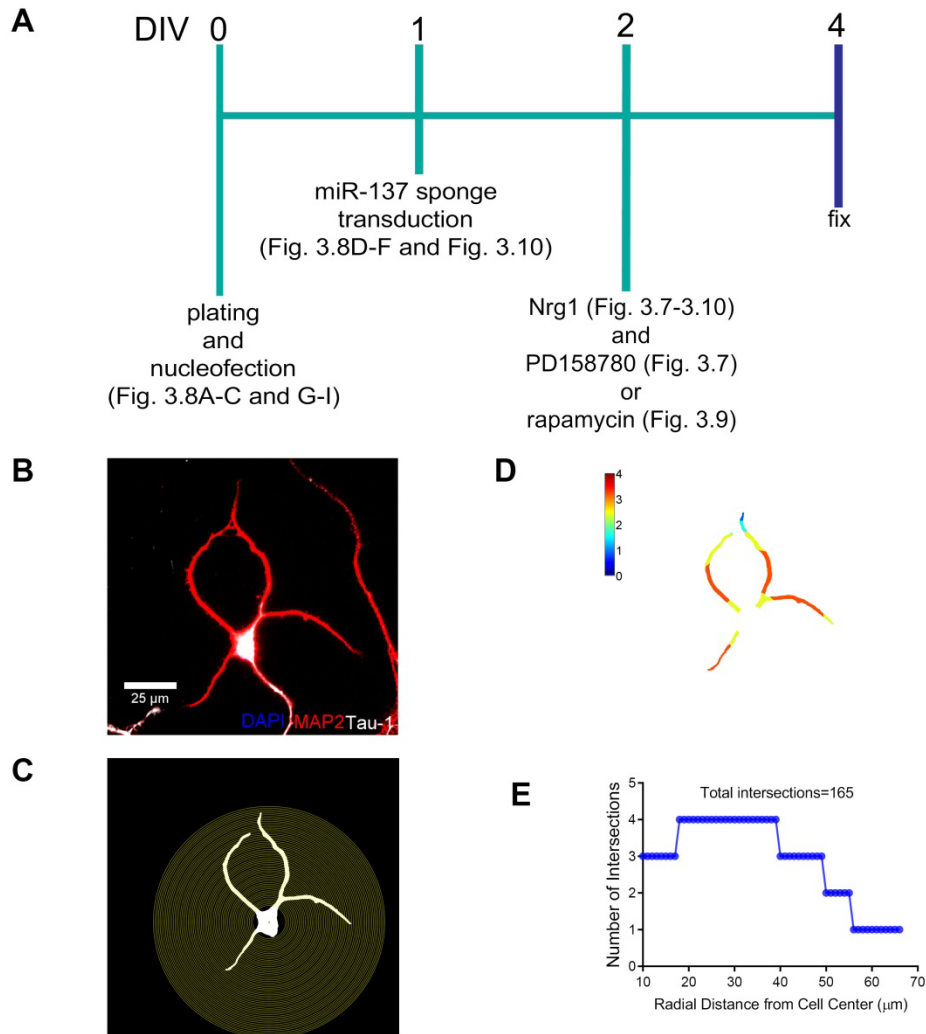 A
DIV 0 1 2 4
miR-137 sponge
transduction
(Fig. 3.8D-F and Fig. 3.10)
fix
plating
and
nucleofection
(Fig. 3.8A-C and G-I)
Nrg1 (Fig. 3.7-3.10)
and
PD158780 (Fig. 3.7)
or
rapamycin (Fig. 3.9)
B
25 µm
DAPI MAP2 Tau-1
D
4
3
2
1
0
C
E
Total intersections=165
Number of Intersections
5
4
3
2
1
0
10 20 30 40 50 60 70
Radial Distance from Cell Center (µm)